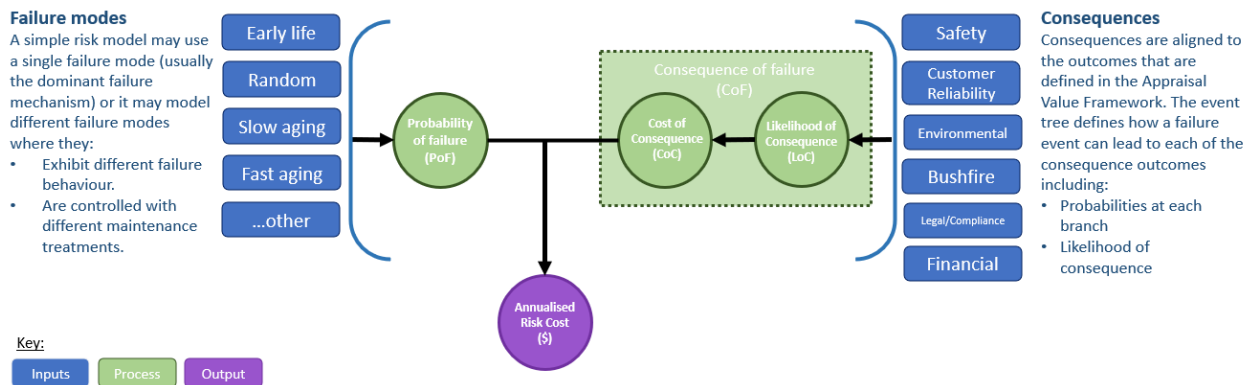 Failure modes
A simple risk model may use
a single failure mode (usually
the dominant failure
mechanism) or it may model
different failure modes
where they:
• Exhibit different failure
behaviour.
• Are controlled with
different maintenance
treatments.
Early life
Random
Slow aging
Fast aging
...other
Probability
of failure
(PoF)
Consequence of failure
(CoF)
Cost of
Consequence
(CoC)
Likelihood of
Consequence
(LoC)
Annualised
Risk Cost
($)
Safety
Customer
Reliability
Environmental
Bushfire
Legal/Compliance
Financial
Consequences
Consequences are aligned to
the outcomes that are
defined in the Appraisal
Value Framework. The event
tree defines how a failure
event can lead to each of the
consequence outcomes
including:
• Probabilities at each
branch
• Likelihood of
consequence
Key:
Inputs
Process
Output